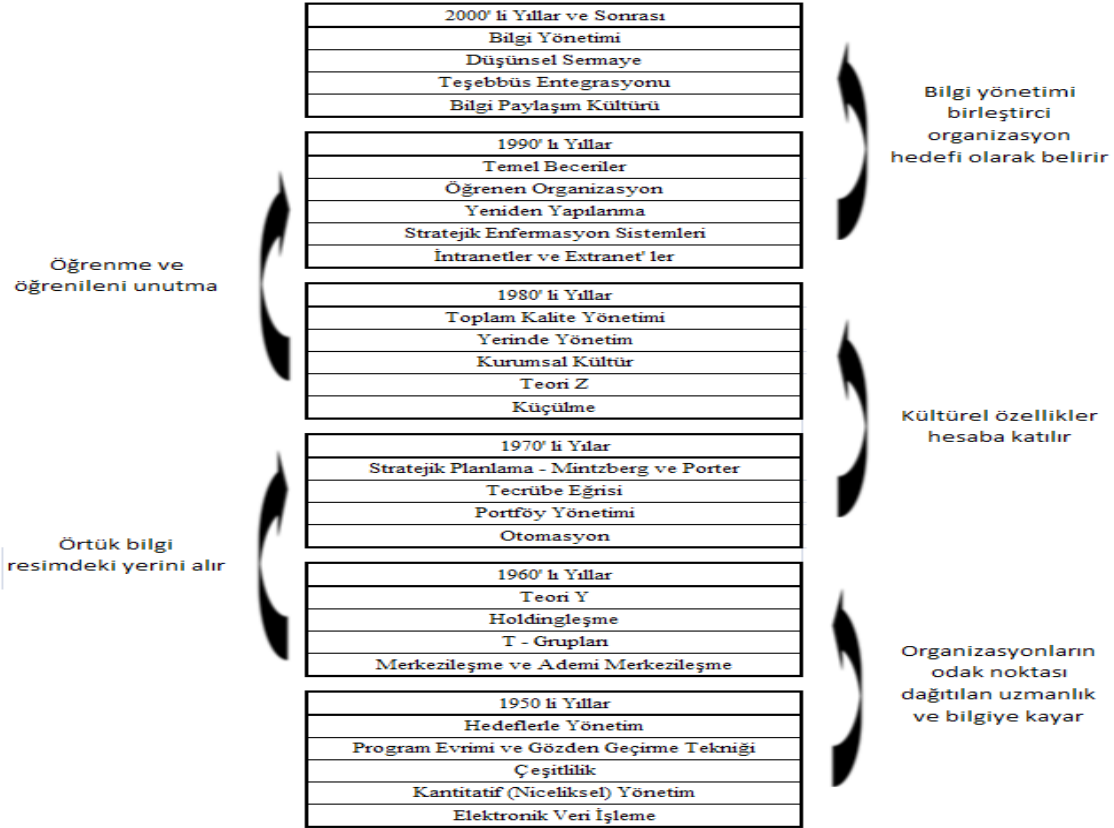 2000' li Yıllar ve Sonrası
Bilgi Yönetimi
Düşünsel Sermaye
Teşebbüs Entegrasyonu
Bilgi Paylaşım Kültürü
Bilgi yönetimi
birleştirci
organizasyon
hedefi olarak belirir
1990' lı Yıllar
Temel Beceriler
Öğrenen Organizasyon
Yeniden Yapılanma
Stratejik Enfermasyon Sistemleri
İntranetler ve Extranet' ler
Öğrenme ve
öğrenileni unutma
1980' li Yıllar
Toplam Kalite Yönetimi
Yerinde Yönetim
Kurumsal Kültür
Teori Z
Küçülme
Kültürel özellikler
hesaba katılır
1970' li Yılar
Stratejik Planlama - Mintzberg ve Porter
Tecrübe Eğrisi
Portföy Yönetimi
Otomasyon
Örtük bilgi
resimdeki yerini alır
1960' lı Yıllar
Teori Y
Holdingleşme
T - Grupları
Merkezileşme ve Ademi Merkezileşme
Organizasyonların
odak noktası
dağıtılan uzmanlık
ve bilgiye kayar
1950 li Yıllar
Hedeflerle Yönetim
Program Evrimi ve Gözden Geçirme Tekniği
Çeşitlilik
Kantitatif (Niceliksel) Yönetim
Elektronik Veri İşleme